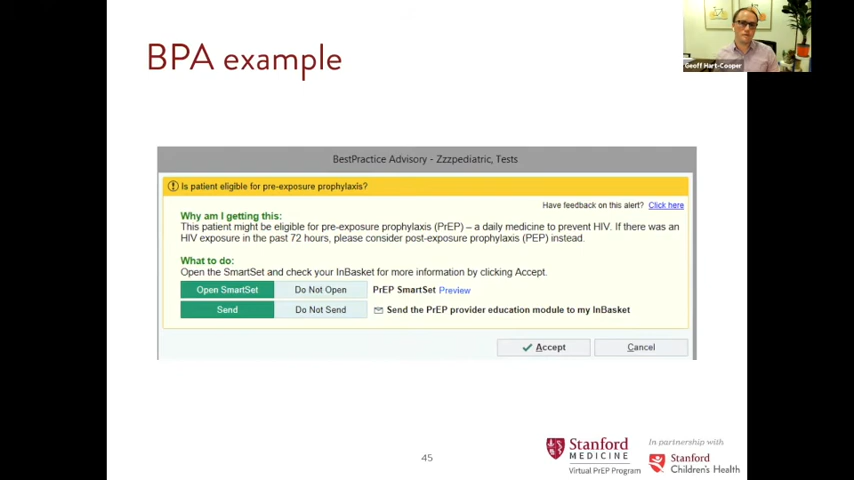 BPA example
Geoff Hart-Cooper
BestPractice Advisory - Zzzpediatric, Tests
Is patient eligible for pre-exposure prophylaxis?
Have feedback on this alert? Click here
Why am I getting this:
This patient might be eligible for pre-exposure prophylaxis (PrEP) – a daily medicine to prevent HIV. If there was an
HIV exposure in the past 72 hours, please consider post-exposure prophylaxis (PEP) instead.
What to do:
Open the SmartSet and check your InBasket for more information by clicking Accept.
Open SmartSet Do Not Open PrEP SmartSet Preview
Send Do Not Send Send the PrEP provider education module to my InBasket
Accept Cancel
45
Stanford
MEDICINE
Virtual PrEP Program
In partnership with
Stanford
Children's Health